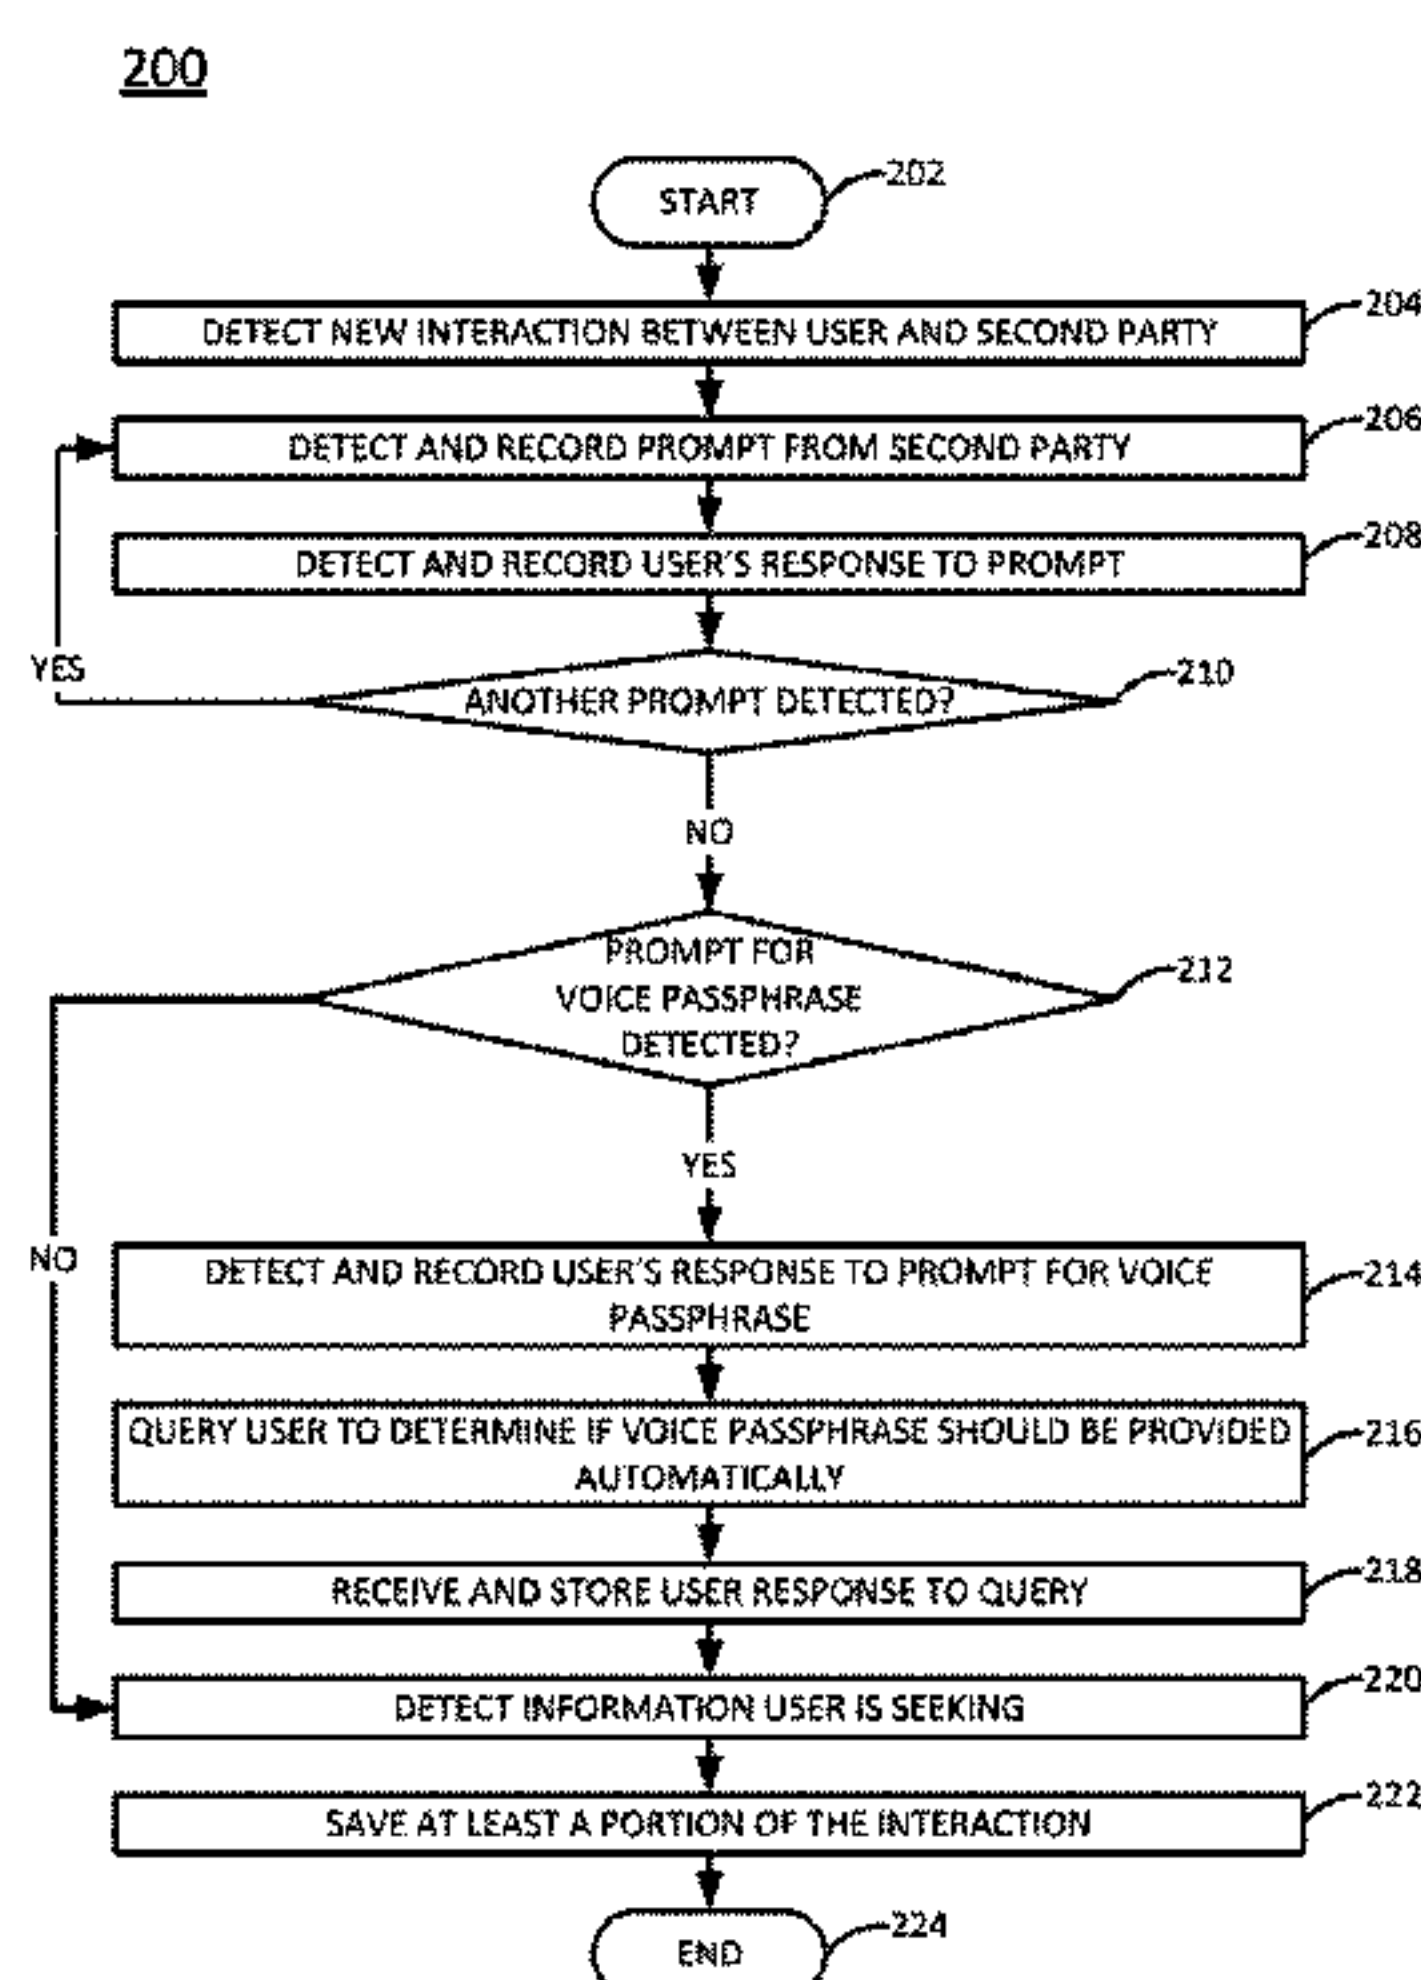 200
START
202
DETECT NEW INTERACTION BETWEEN USER AND SECOND PARTY
204
DETECT AND RECORD PROMPT FROM SECOND PARTY
206
DETECT AND RECORD USER'S RESPONSE TO PROMPT
208
YES
ANOTHER PROMPT DETECTED?
210
NO
PROMPT FOR
VOICE PASSPHRASE
DETECTED?
212
YES
NO
DETECT AND RECORD USER'S RESPONSE TO PROMPT FOR VOICE
PASSPHRASE
214
QUERY USER TO DETERMINE IF VOICE PASSPHRASE SHOULD BE PROVIDED
AUTOMATICALLY
216
RECEIVE AND STORE USER RESPONSE TO QUERY
218
DETECT INFORMATION USER IS SEEKING
220
SAVE AT LEAST A PORTION OF THE INTERACTION
222
END
224